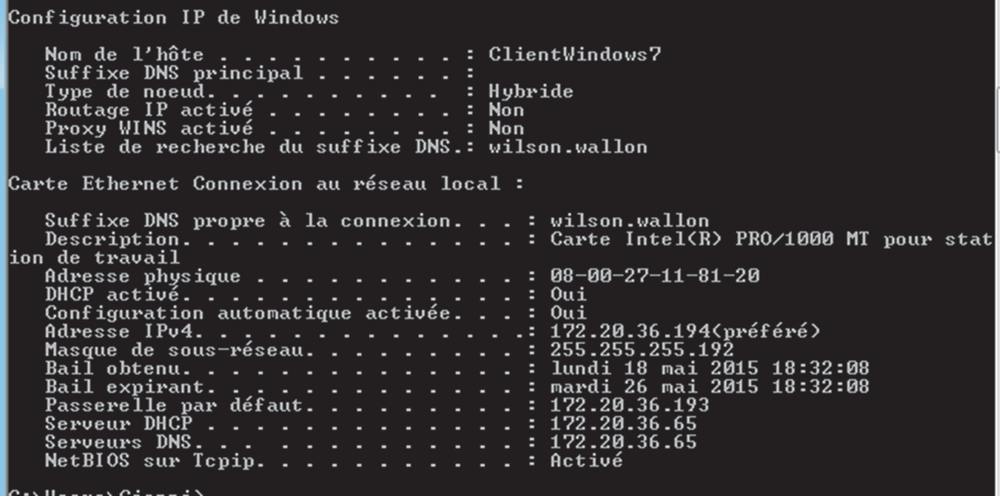 Configuration IP de Windows
Nom de l'hôte . . . . . . . . . . : ClientWindows7
Suffixe DNS principal . . . . . . :
Type de noeud. . . . . . . . . .  : Hybride
Routage IP activé . . . . . . . . : Non
Proxy WINS activé . . . . . . . . : Non
Liste de recherche du suffixe DNS.: wilson.wallon
Carte Ethernet Connexion au réseau local :
Suffixe DNS propre à la connexion. . . : wilson.wallon
Description. . . . . . . . . . . . . . : Carte Intel(R) PRO/1000 MT pour stat
ion de travail
Adresse physique . . . . . . . . . . . : 08-00-27-11-81-20
DHCP activé. . . . . . . . . . . . . . : Oui
Configuration automatique activée. . . : Oui
Adresse IPv4. . . . . . . . . . . . . .: 172.20.36.194(préféré)
Masque de sous-réseau. . . . . . . . . : 255.255.255.192
Bail obtenu. . . . . . . . . . . . . . : lundi 18 mai 2015 18:32:08
Bail expirant. . . . . . . . . . . . . : mardi 26 mai 2015 18:32:08
Passerelle par défaut. . . . . . . . . : 172.20.36.193
Serveur DHCP . . . . . . . . . . . . . : 172.20.36.65
Serveurs DNS. . .  . . . . . . . . . . : 172.20.36.65
NetBIOS sur Tcpip. . . . . . . . . . . : Activé